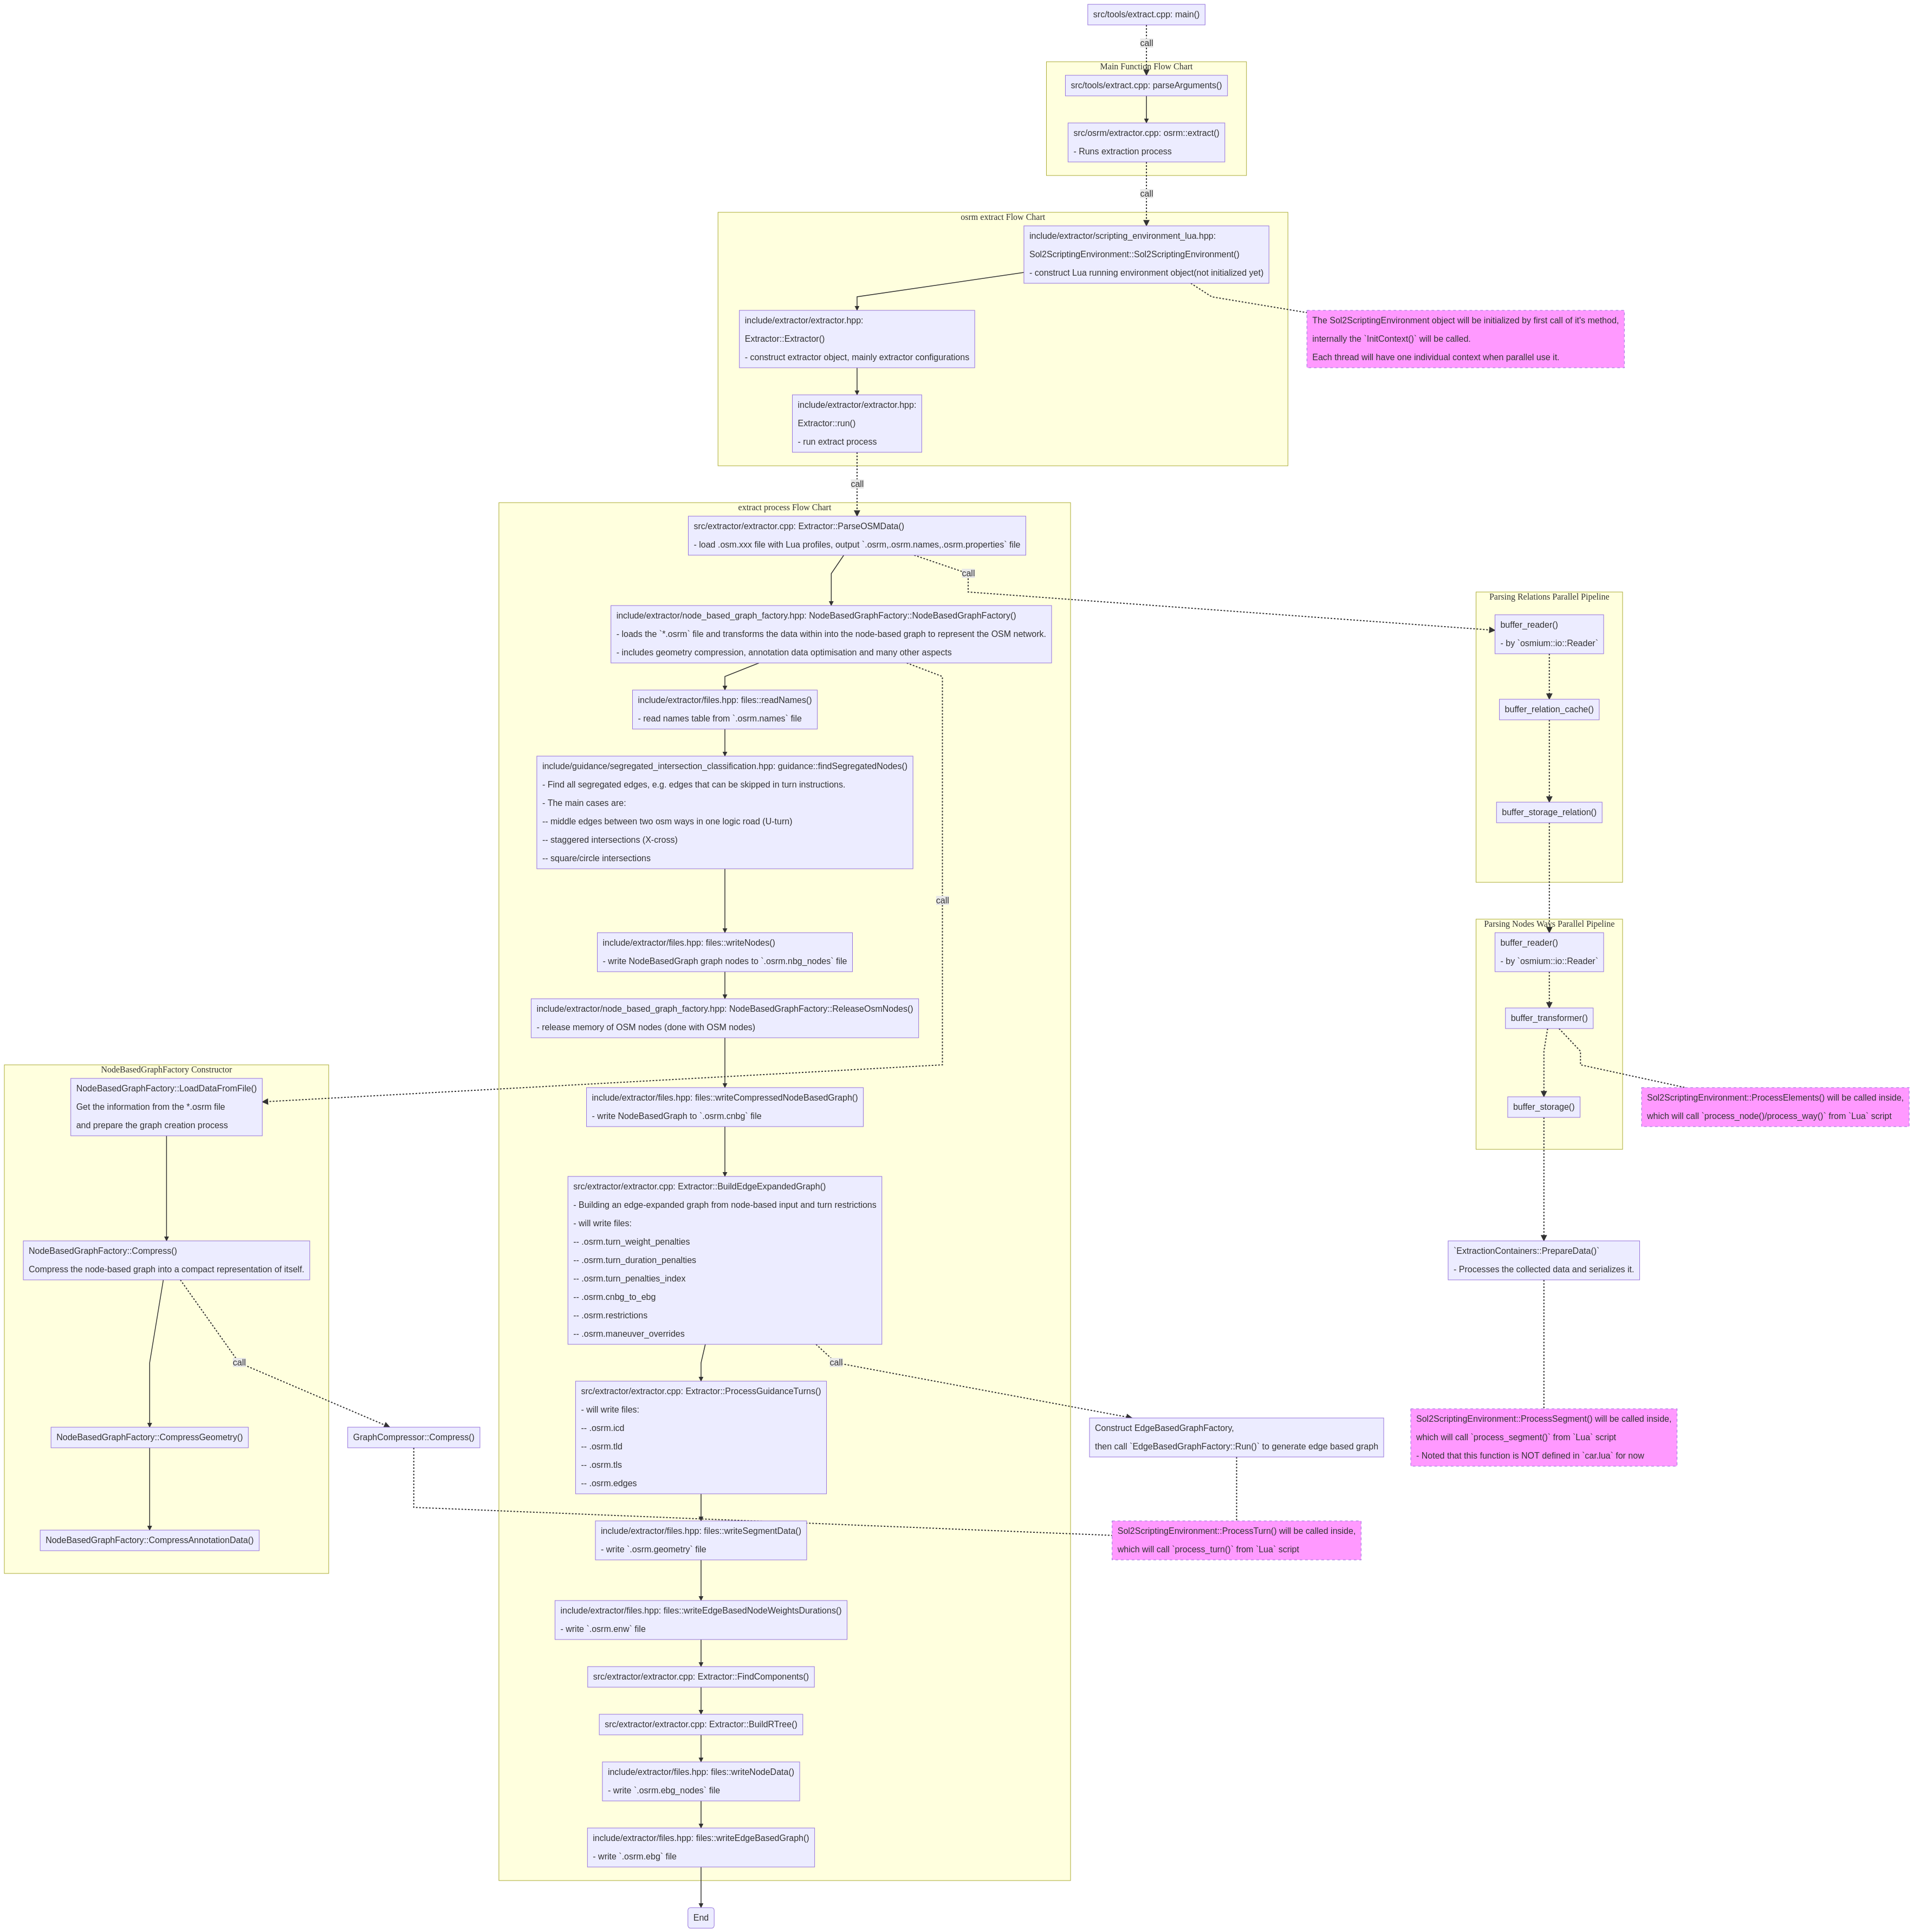 src/tools/extract.cpp: main()
call
Main Function Flow Chart
src/tools/extract.cpp: parseArguments()
src/osrm/extractor.cpp: osrm::extract()
- Runs extraction process
call
osrm extract Flow Chart
include/extractor/scripting_environment_lua.hpp:
Sol2ScriptingEnvironment::Sol2ScriptingEnvironment()
- construct Lua running environment object(not initialized yet)
include/extractor/extractor.hpp:
Extractor::Extractor()
- construct extractor object, mainly extractor configurations
The Sol2ScriptingEnvironment object will be initialized by first call of it's method,
internally the `InitContext()` will be called.
Each thread will have one individual context when parallel use it.
include/extractor/extractor.hpp:
Extractor::run()
- run extract process
call
extract process Flow Chart
src/extractor/extractor.cpp: Extractor::ParseOSMData()
- load .osm.xxx file with Lua profiles, output `.osrm,.osrm.names,.osrm.properties` file
call
include/extractor/node_based_graph_factory.hpp: NodeBasedGraphFactory::NodeBasedGraphFactory()
- loads the `*.osrm` file and transforms the data within into the node-based graph to represent the OSM network.
- includes geometry compression, annotation data optimisation and many other aspects
include/extractor/files.hpp: files::readNames()
- read names table from `.osrm.names` file
include/guidance/segregated_intersection_classification.hpp: guidance::findSegregatedNodes()
- Find all segregated edges, e.g. edges that can be skipped in turn instructions.
- The main cases are:
-- middle edges between two osm ways in one logic road (U-turn)
-- staggered intersections (X-cross)
-- square/circle intersections
call
include/extractor/files.hpp: files::writeNodes()
- write NodeBasedGraph graph nodes to `.osrm.nbg_nodes` file
include/extractor/node_based_graph_factory.hpp: NodeBasedGraphFactory::ReleaseOsmNodes()
- release memory of OSM nodes (done with OSM nodes)
include/extractor/files.hpp: files::writeCompressedNodeBasedGraph()
- write NodeBasedGraph to `.osrm.cnbg` file
src/extractor/extractor.cpp: Extractor::BuildEdgeExpandedGraph()
- Building an edge-expanded graph from node-based input and turn restrictions
- will write files:
-- .osrm.turn_weight_penalties
-- .osrm.turn_duration_penalties
-- .osrm.turn_penalties_index
-- .osrm.cnbg_to_ebg
-- .osrm.restrictions
-- .osrm.maneuver_overrides
call
src/extractor/extractor.cpp: Extractor::ProcessGuidanceTurns()
- will write files:
-- .osrm.icd
-- .osrm.tld
-- .osrm.tls
-- .osrm.edges
include/extractor/files.hpp: files::writeSegmentData()
- write `.osrm.geometry` file
include/extractor/files.hpp: files::writeEdgeBasedNodeWeightsDurations()
- write `.osrm.enw` file
src/extractor/extractor.cpp: Extractor::FindComponents()
src/extractor/extractor.cpp: Extractor::BuildRTree()
include/extractor/files.hpp: files::writeNodeData()
- write `.osrm.ebg_nodes` file
include/extractor/files.hpp: files::writeEdgeBasedGraph()
- write `.osrm.ebg` file
End
Parsing Relations Parallel Pipeline
buffer_reader()
- by `osmium::io::Reader`
buffer_relation_cache()
buffer_storage_relation()
Parsing Nodes Ways Parallel Pipeline
buffer_reader()
- by `osmium::io::Reader`
buffer_transformer()
buffer_storage()
Sol2ScriptingEnvironment::ProcessElements() will be called inside,
which will call `process_node()/process_way()` from `Lua` script
`ExtractionContainers::PrepareData()`
- Processes the collected data and serializes it.
Sol2ScriptingEnvironment::ProcessSegment() will be called inside,
which will call `process_segment()` from `Lua` script
- Noted that this function is NOT defined in `car.lua` for now
Construct EdgeBasedGraphFactory,
then call `EdgeBasedGraphFactory::Run()` to generate edge based graph
Sol2ScriptingEnvironment::ProcessTurn() will be called inside,
which will call `process_turn()` from `Lua` script
NodeBasedGraphFactory Constructor
NodeBasedGraphFactory::LoadDataFromFile()
Get the information from the *.osrm file
and prepare the graph creation process
NodeBasedGraphFactory::Compress()
Compress the node-based graph into a compact representation of itself.
call
NodeBasedGraphFactory::CompressGeometry()
GraphCompressor::Compress()
NodeBasedGraphFactory::CompressAnnotationData()